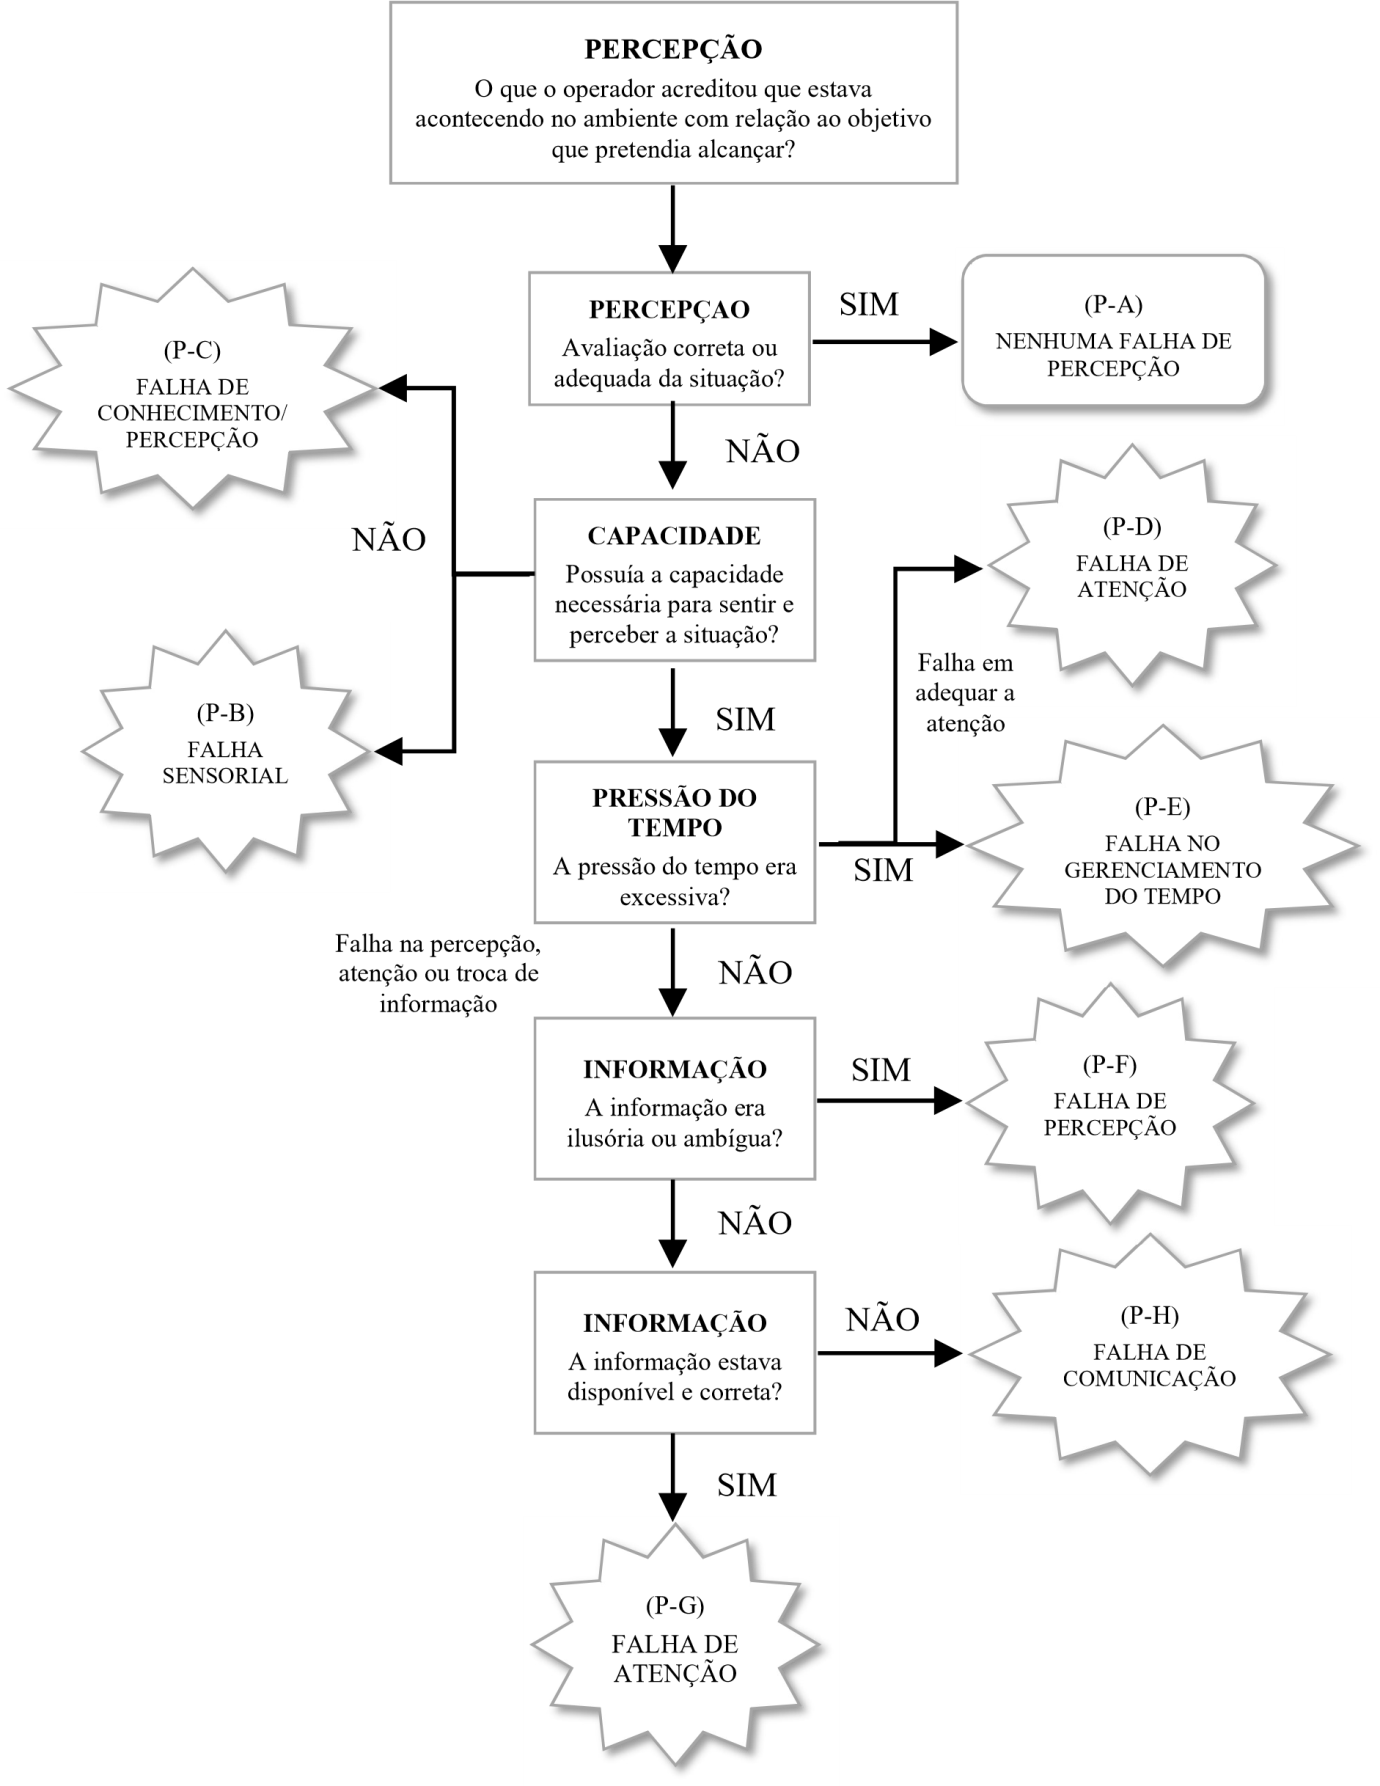 PERCEPÇÃO
O que o operador acreditou que estava
acontecendo no ambiente com relação ao objetivo
que pretendia alcançar?
PERCEPÇAO
Avaliação correta ou
adequada da situação?
SIM
(P-A)
NENHUMA FALHA DE
PERCEPÇÃO
NÃO
(P-C)
FALHA DE
CONHECIMENTO/
PERCEPÇÃO
NÃO
CAPACIDADE
Possuía a capacidade
necessária para sentir e
perceber a situação?
(P-D)
FALHA DE
ATENÇÃO
Falha em
adequar a
atenção
(P-B)
FALHA
SENSORIAL
SIM
PRESSÃO DO
TEMPO
A pressão do tempo era
excessiva?
SIM
(P-E)
FALHA NO
GERENCIAMENTO
DO TEMPO
Falha na percepção,
atenção ou troca de
informação
NÃO
INFORMAÇÃO
A informação era
ilusória ou ambígua?
SIM
(P-F)
FALHA DE
PERCEPÇÃO
NÃO
INFORMAÇÃO
A informação estava
disponível e correta?
NÃO
(P-H)
FALHA DE
COMUNICAÇÃO
SIM
(P-G)
FALHA DE
ATENÇÃO